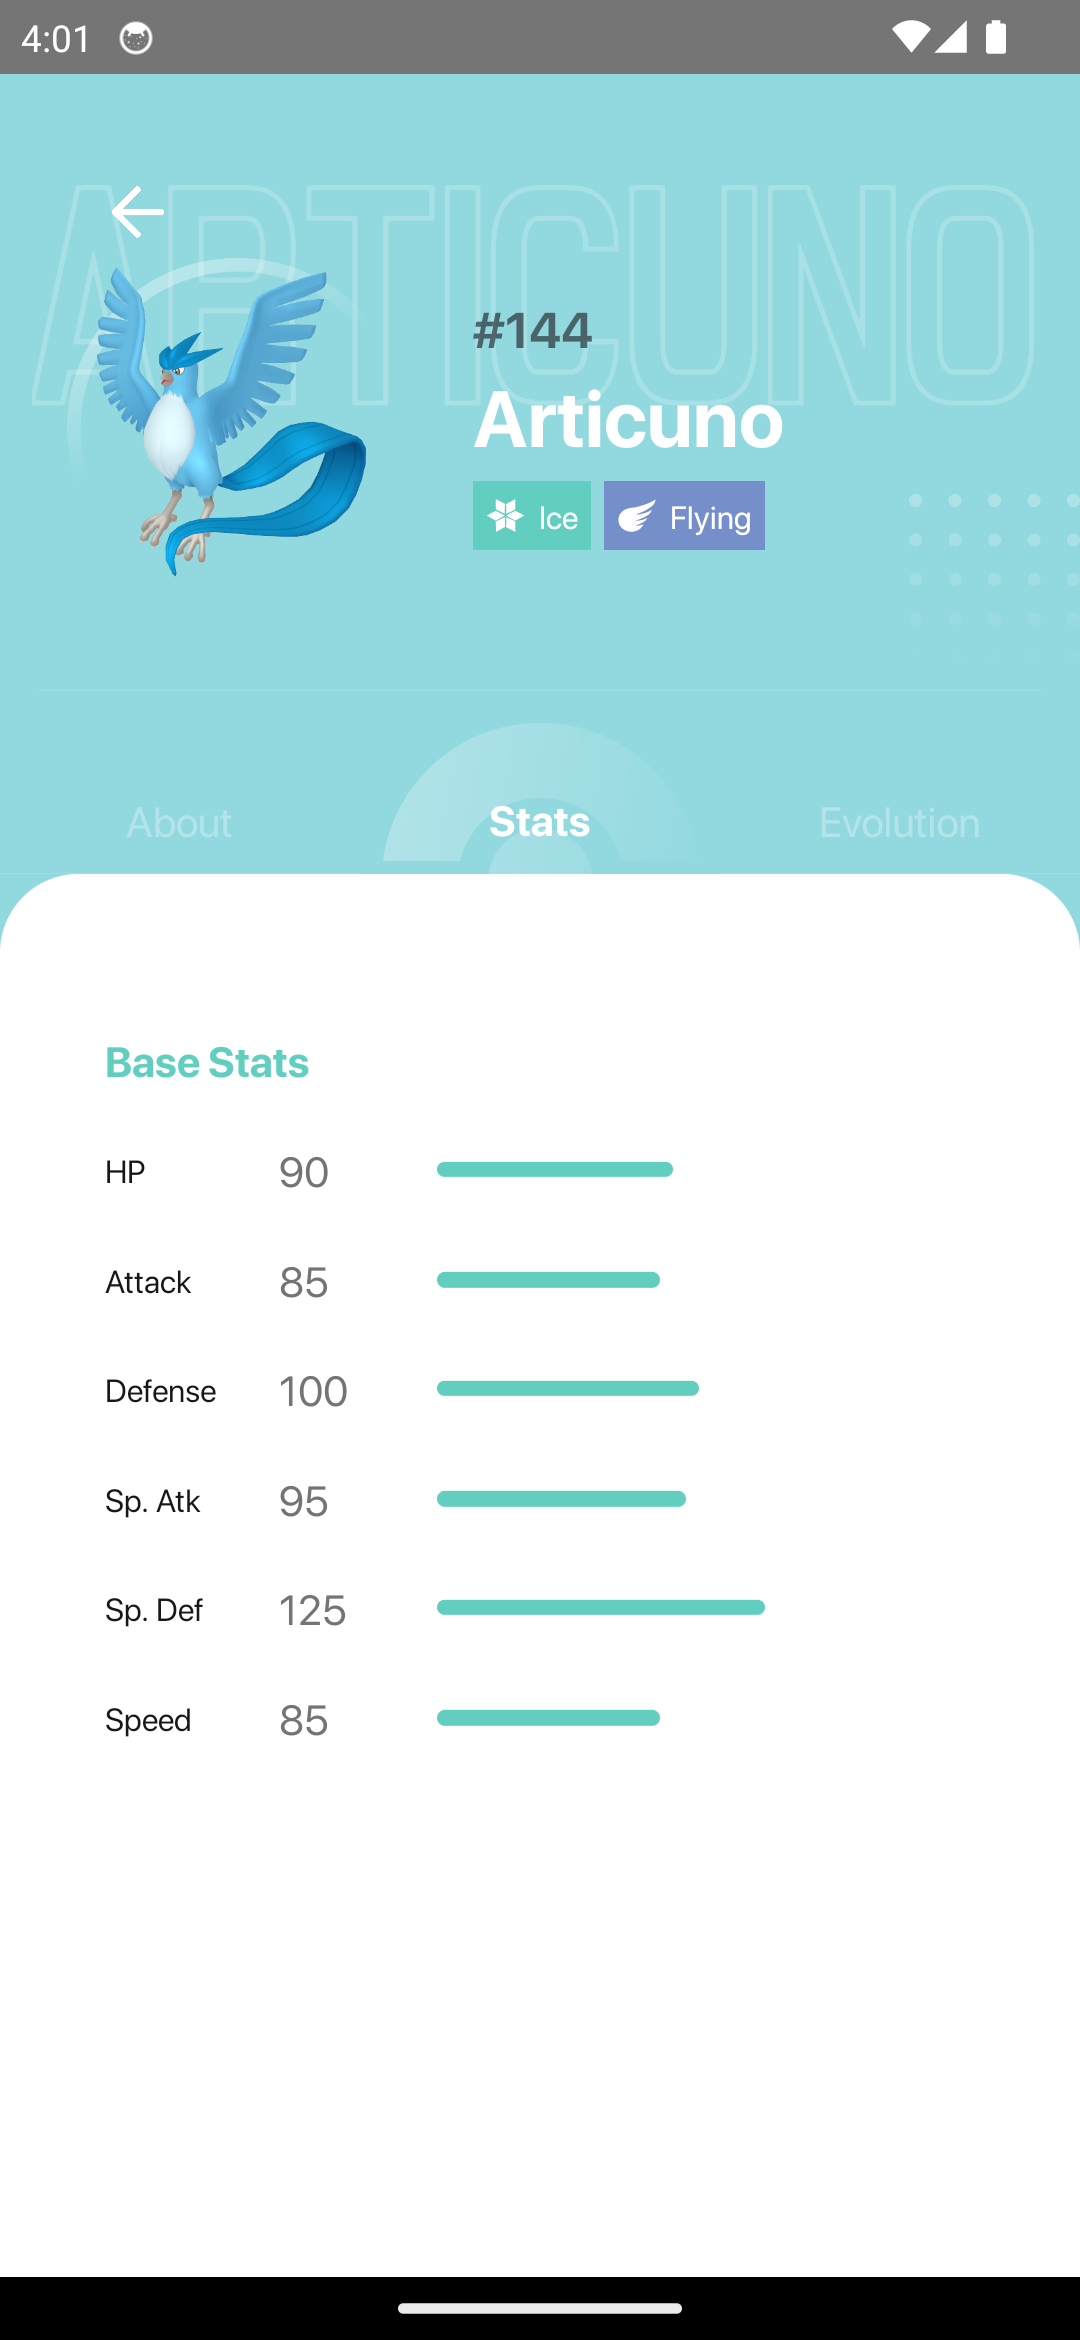 4:01
ARTICUNO
#144
Articuno
Ice Flying
About Stats Evolution
Base Stats
HP 90
Attack 85
Defense 100
Sp. Atk 95
Sp. Def 125
Speed 85